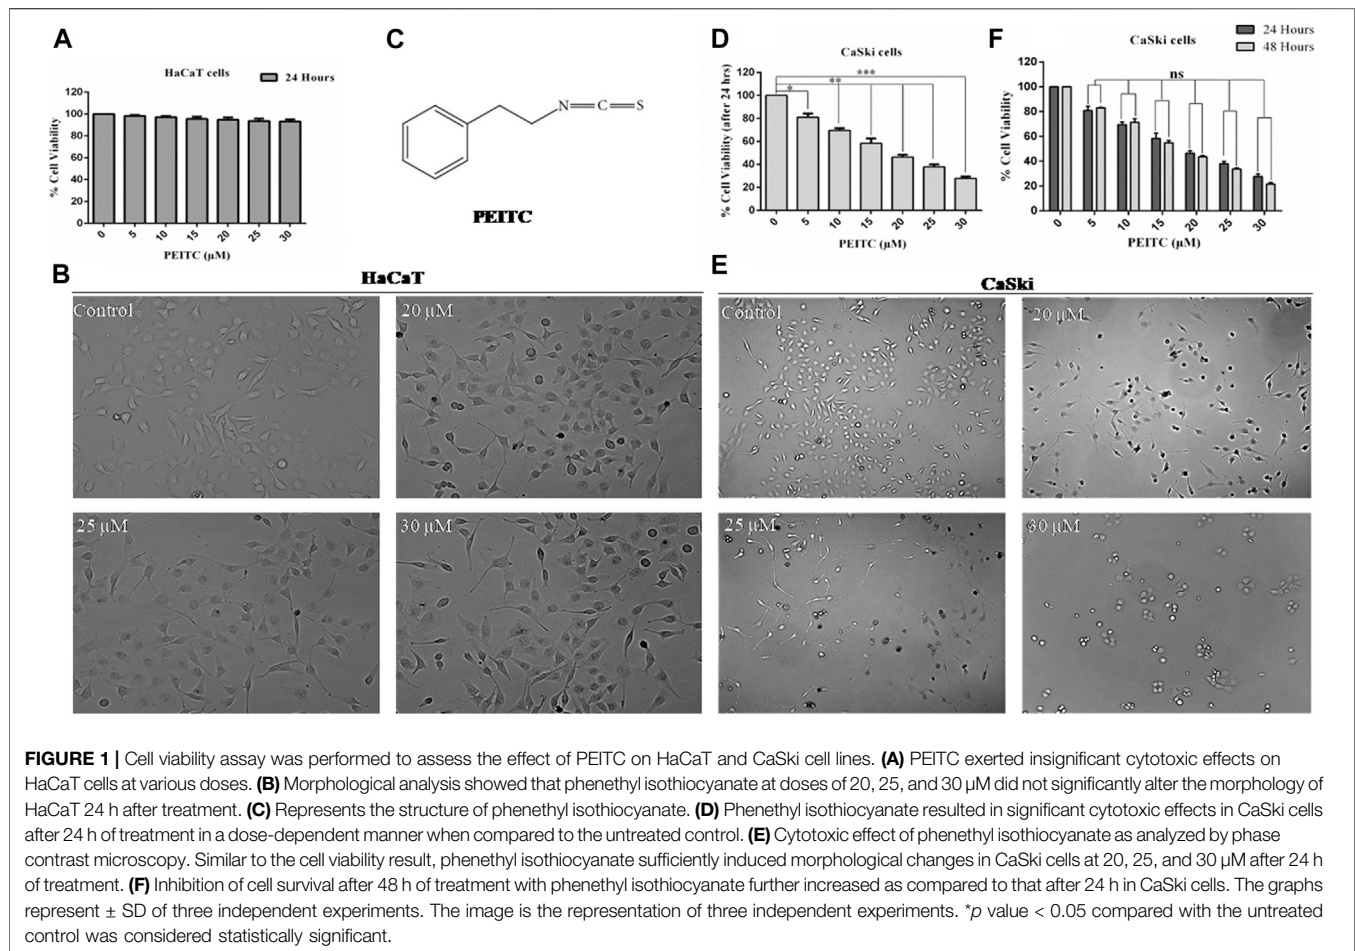 A
HaCaT cells
24 Hours
% Cell Viability
120
100
80
60
40
20
0
0 5 10 15 20 25 30
PEITC (µM)
C
N C S
PEITC
D
CaSki cells
% Cell Viability (after 24 hrs)
120
100
80
60
40
20
0
*
**
***
0 5 10 15 20 25 30
PEITC (µM)
F
CaSki cells
24 Hours
48 Hours
ns
% Cell Viability
120
100
80
60
40
20
0
0 5 10 15 20 25 30
PEITC (µM)
B
HaCaT
Control
20 µM
25 µM
30 µM
E
CaSki
Control
20 µM
25 µM
30 µM
FIGURE 1 | Cell viability assay was performed to assess the effect of PEITC on HaCaT and CaSki cell lines. (A) PEITC exerted insignificant cytotoxic effects on
HaCaT cells at various doses. (B) Morphological analysis showed that phenethyl isothiocyanate at doses of 20, 25, and 30 µM did not significantly alter the morphology of
HaCaT 24 h after treatment. (C) Represents the structure of phenethyl isothiocyanate. (D) Phenethyl isothiocyanate resulted in significant cytotoxic effects in CaSki cells
after 24 h of treatment in a dose-dependent manner when compared to the untreated control. (E) Cytotoxic effect of phenethyl isothiocyanate as analyzed by phase
contrast microscopy. Similar to the cell viability result, phenethyl isothiocyanate sufficiently induced morphological changes in CaSki cells at 20, 25, and 30 µM after 24 h
of treatment. (F) Inhibition of cell survival after 48 h of treatment with phenethyl isothiocyanate further increased as compared to that after 24 h in CaSki cells. The graphs
represent ± SD of three independent experiments. The image is the representation of three independent experiments. *p value < 0.05 compared with the untreated
control was considered statistically significant.